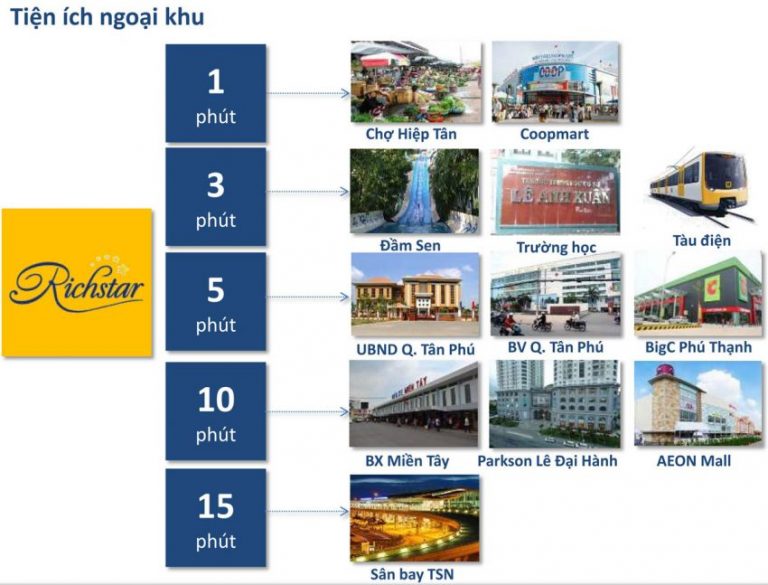 Tiện ích ngoại khu
Richstar
1
phút
Chợ Hiệp Tân
CO.OP
Coopmart
3
phút
Đầm Sen
LÊ ANH XUÂN
Trường học
Tàu điện
5
phút
UBND Q. Tân Phú
BV Q. Tân Phú
BigC Phú Thạnh
10
phút
MIỀN TÂY
BX Miền Tây
Parkson Lê Đại Hành
AEON Mall
15
phút
Sân bay TSN